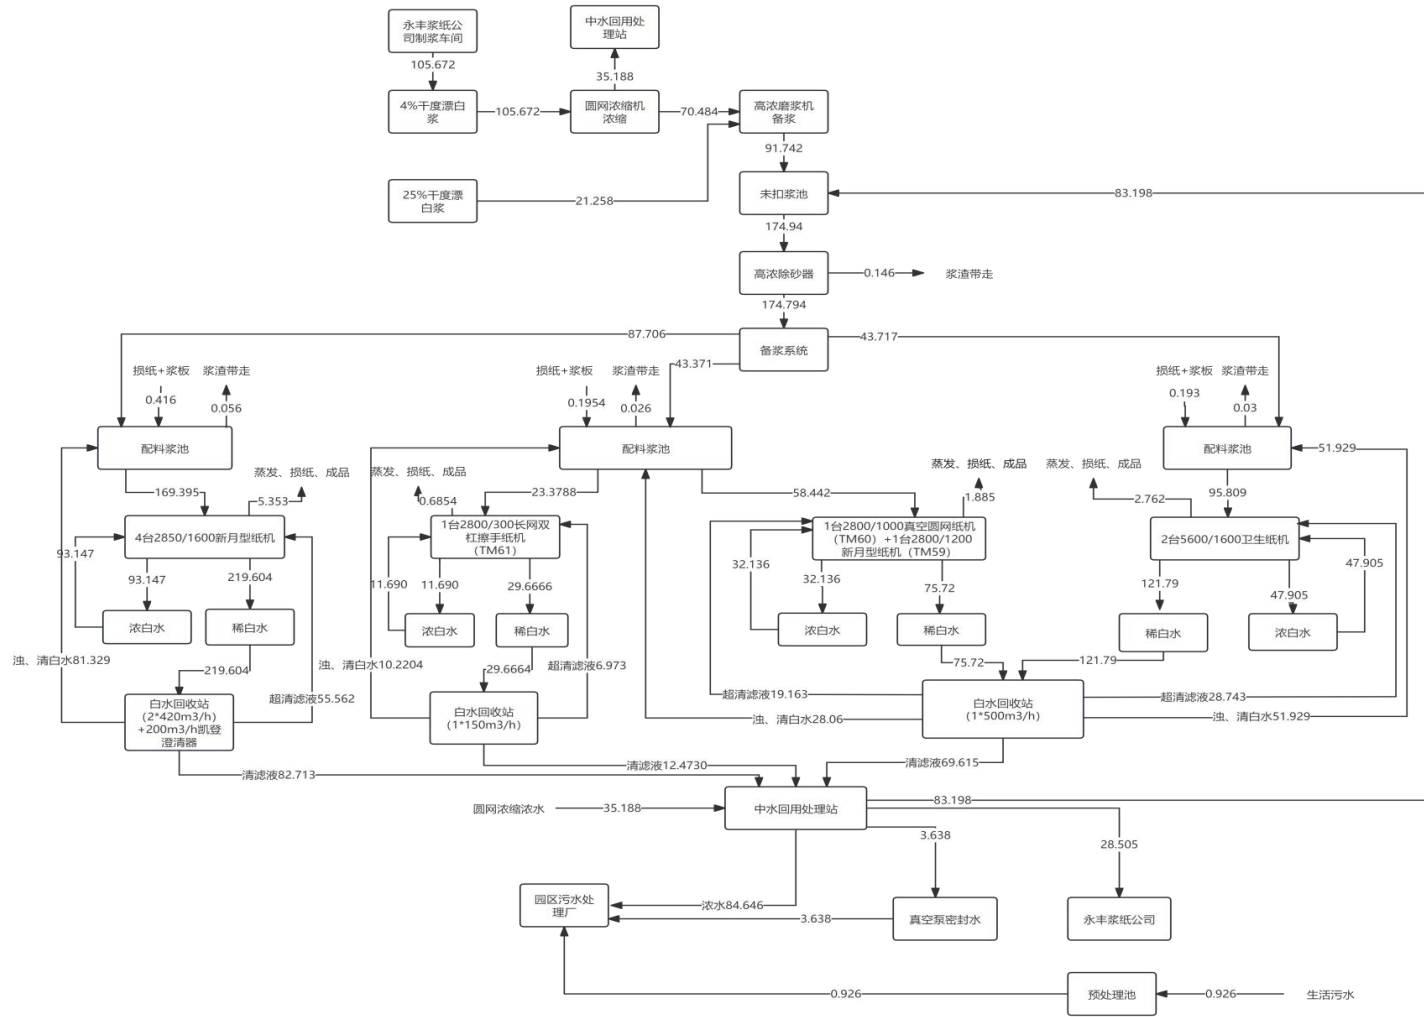 永丰浆纸公
司制浆车间
中水回用处
理站
105.672
35.188
4%干度漂白
浆
105.672
圆网浓缩机
浓缩
70.484
高浓磨浆机
备浆
91.742
25%干度漂
白浆
21.258
未扣浆池
83.198
174.94
高浓除砂器
0.146
浆渣带走
174.794
87.706
备浆系统
43.717
43.371
损纸+浆板
浆渣带走
0.416
0.056
损纸+浆板
浆渣带走
0.1954
0.026
损纸+浆板
浆渣带走
0.193
0.03
配料浆池
配料浆池
配料浆池
51.929
蒸发、损纸、成品
蒸发、损纸、成品
蒸发、损纸、成品
蒸发、损纸、成品
169.395
5.353
0.6854
23.3788
58.442
1.885
2.762
95.809
4台2850/1600新月型纸机
1台2800/300长网双
杠擦手纸机
（TM61）
1台2800/1000真空圆网纸机
（TM60）+1台2800/1200
新月型纸机（TM59）
2台5600/1600卫生纸机
93.147
93.147
219.604
11.690
11.690
29.6666
32.136
32.136
75.72
121.79
47.905
47.905
浓白水
稀白水
浓白水
稀白水
浓白水
稀白水
稀白水
浓白水
浊、清白水81.329
219.604
超清滤液55.562
浊、清白水10.2204
29.6664
超清滤液6.973
75.72
121.79
超清滤液19.163
超清滤液28.743
浊、清白水28.06
浊、清白水51.929
白水回收站
(2*420m3/h)
+200m3/h凯登
澄清器
白水回收站
(1*150m3/h)
白水回收站
(1*500m3/h)
清滤液82.713
清滤液12.4730
清滤液69.615
圆网浓缩浓水
35.188
中水回用处理站
83.198
3.638
28.505
园区污水处
理厂
浓水84.646
3.638
真空泵密封水
永丰浆纸公司
0.926
预处理池
0.926
生活污水